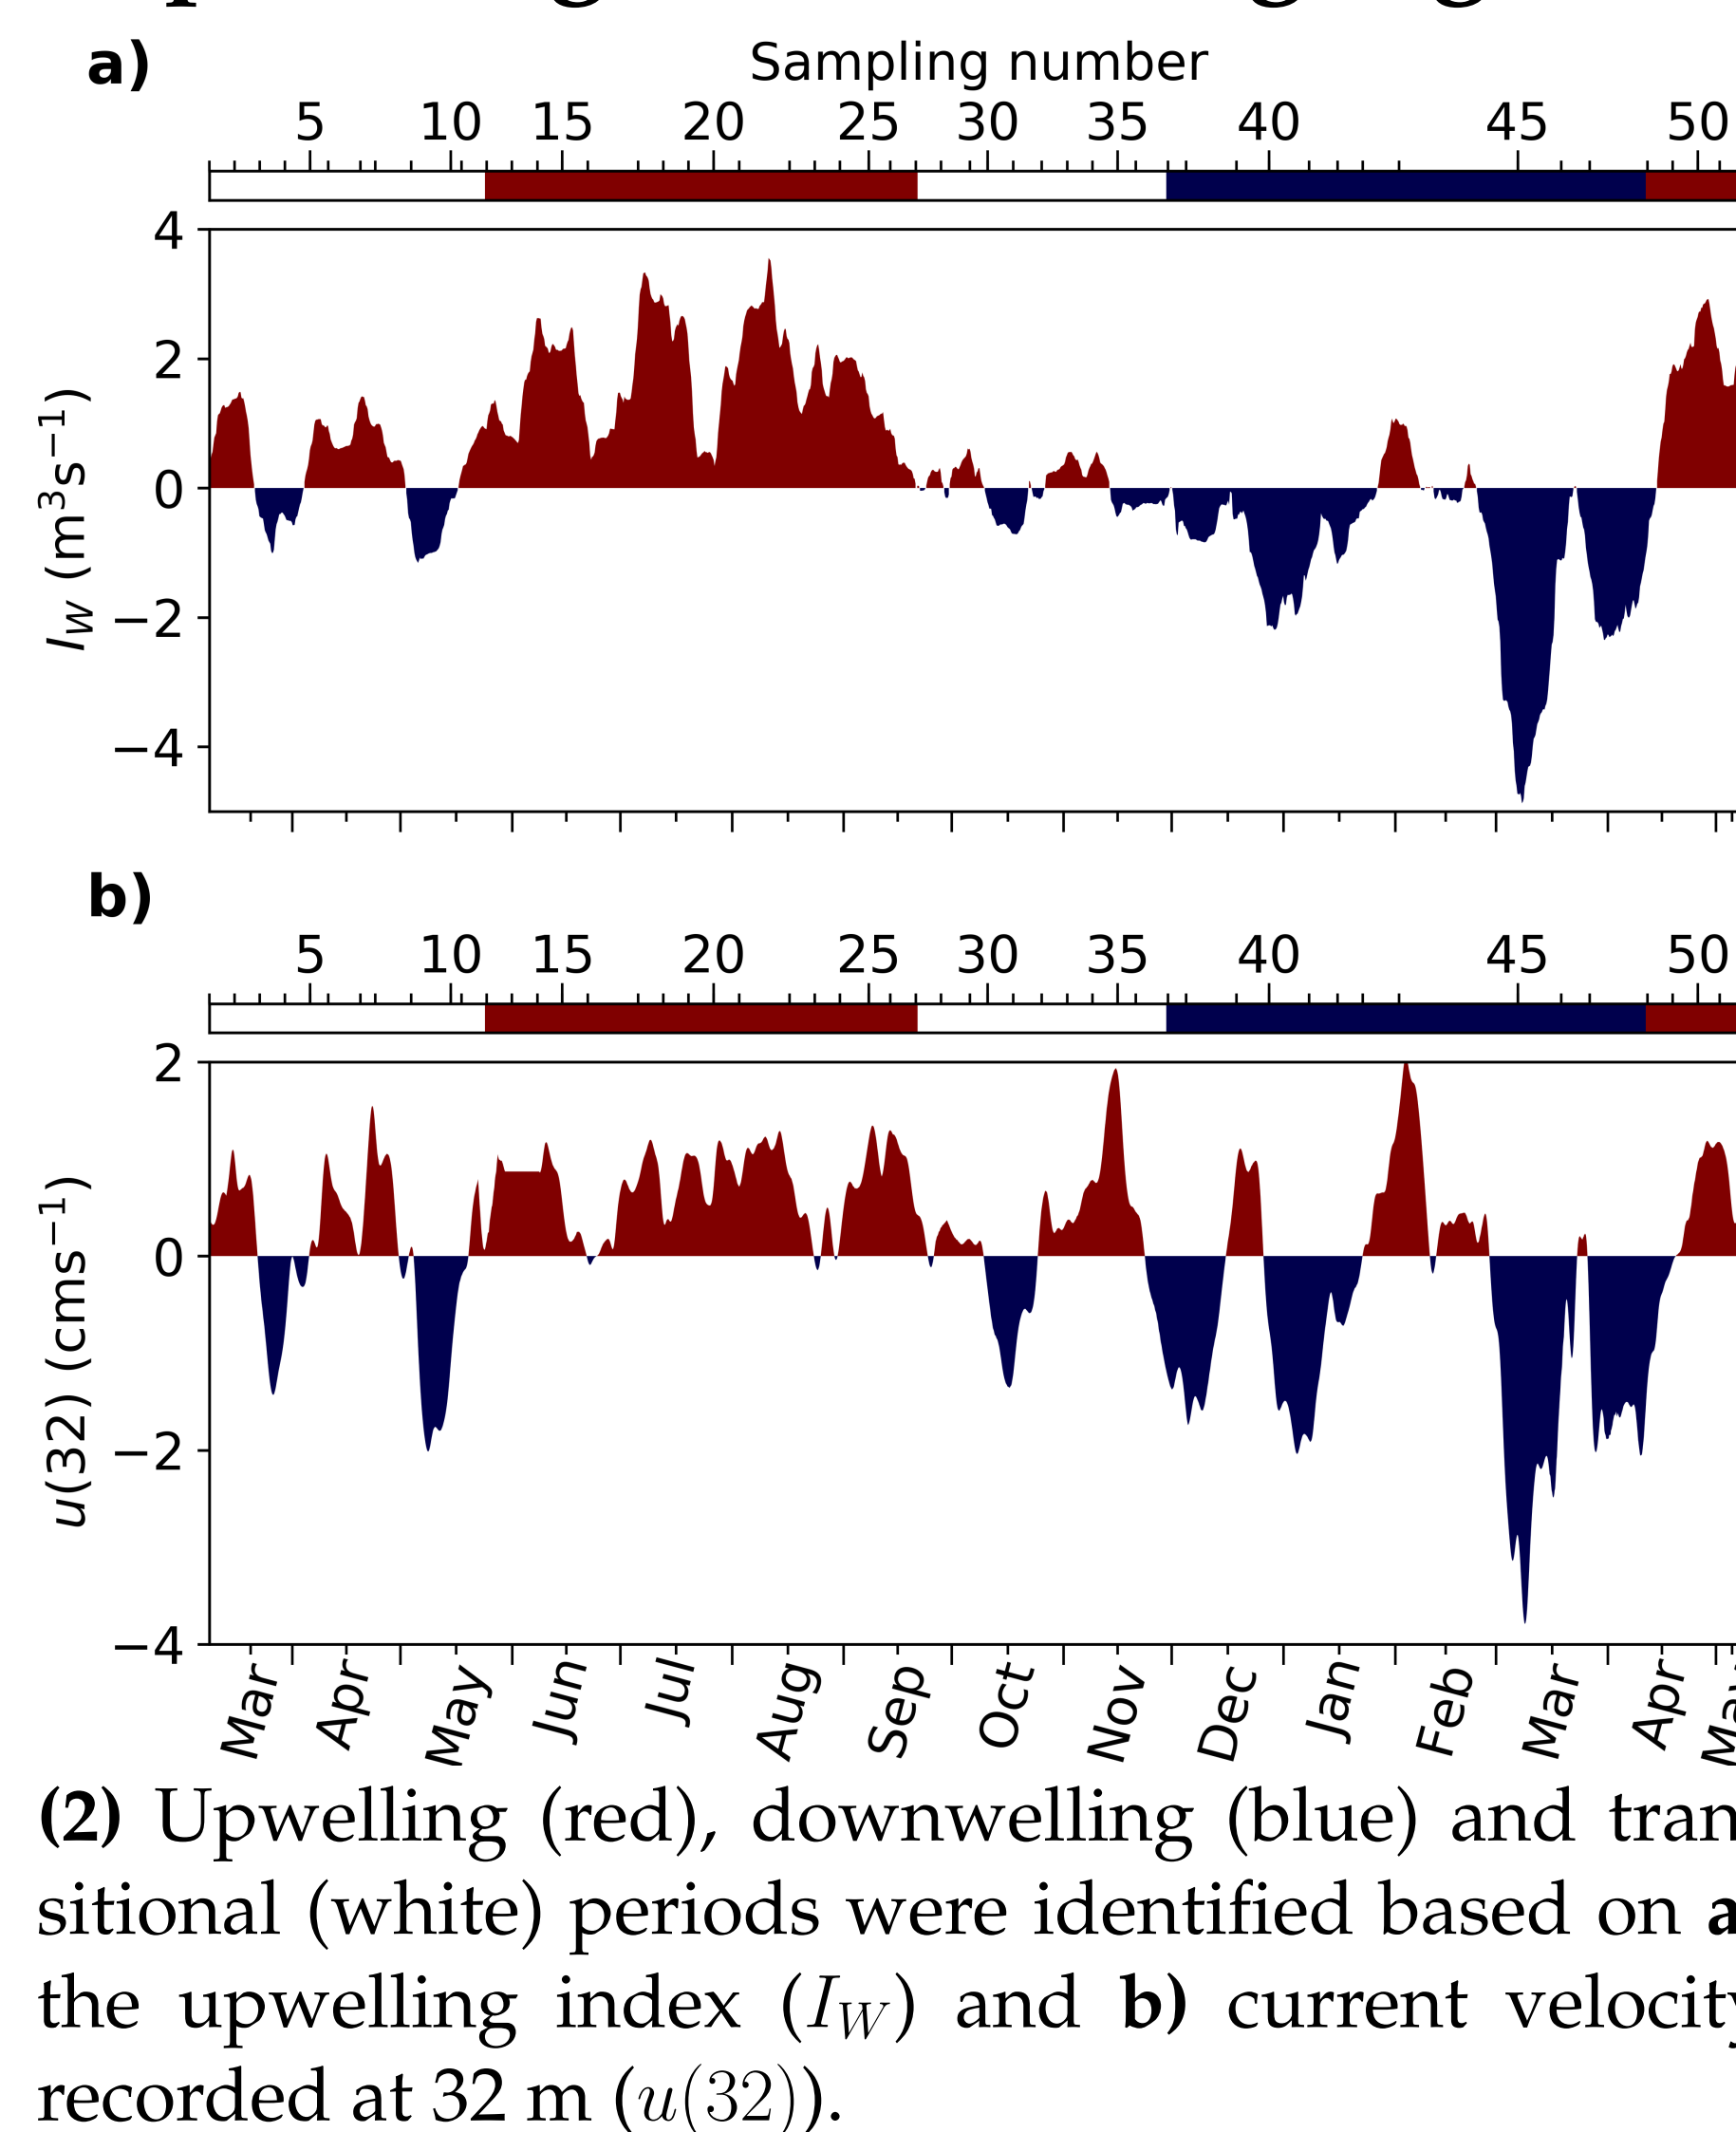 a)
Sampling number
5 10 15 20 25 30 35 40 45 50
4
2
0
−2
−4
I_W (m³s⁻¹)
b)
5 10 15 20 25 30 35 40 45 50
2
0
−2
−4
u(32) (cms⁻¹)
Mar Apr May Jun Jul Aug Sep Oct Nov Dec Jan Feb Mar Apr
(2) Upwelling (red), downwelling (blue) and tran
sitional (white) periods were identified based on a
the upwelling index (I_W) and b) current velocity
recorded at 32 m (u(32)).